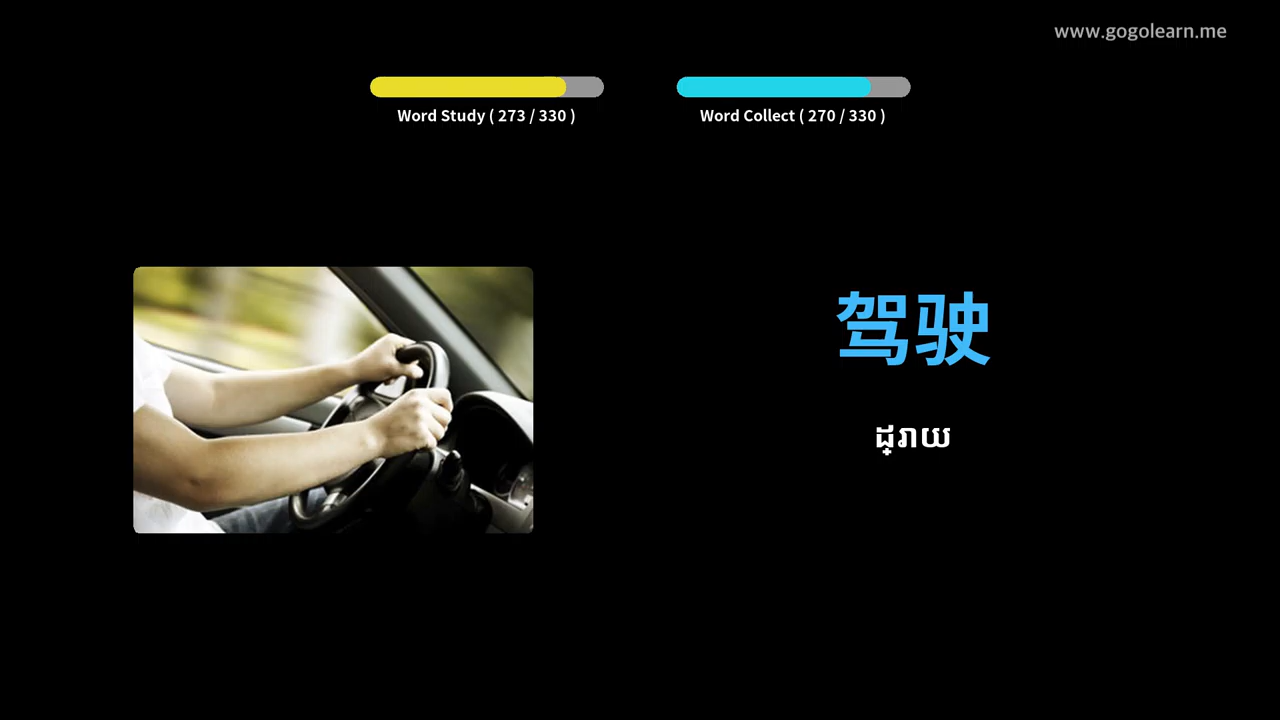 www.gogolearn.me
Word Study ( 273 / 330 )
Word Collect ( 270 / 330 )
驾驶
ដ្រាយ